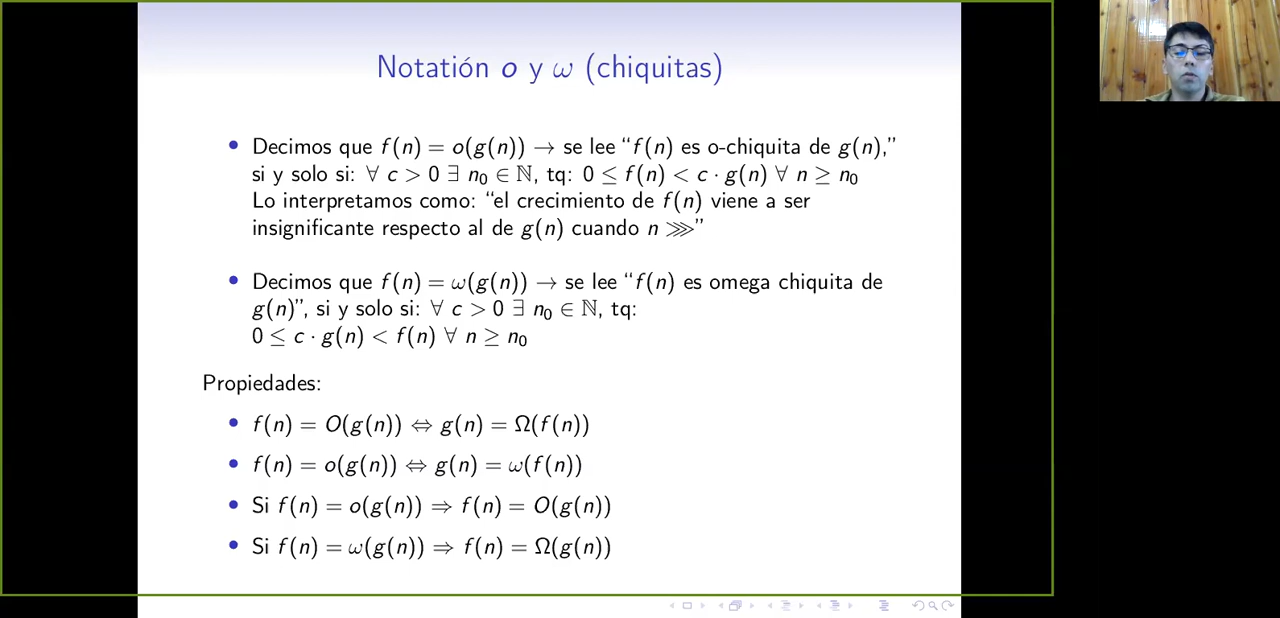 Notatión o y ω (chiquitas)
• Decimos que f(n) = o(g(n)) → se lee “f(n) es o-chiquita de g(n),”
si y solo si: ∀ c > 0 ∃ n₀ ∈ ℕ, tq: 0 ≤ f(n) < c · g(n) ∀ n ≥ n₀
Lo interpretamos como: “el crecimiento de f(n) viene a ser
insignificante respecto al de g(n) cuando n ⋙”
• Decimos que f(n) = ω(g(n)) → se lee “f(n) es omega chiquita de
g(n)”, si y solo si: ∀ c > 0 ∃ n₀ ∈ ℕ, tq:
0 ≤ c · g(n) < f(n) ∀ n ≥ n₀
Propiedades:
• f(n) = O(g(n)) ⇔ g(n) = Ω(f(n))
• f(n) = o(g(n)) ⇔ g(n) = ω(f(n))
• Si f(n) = o(g(n)) ⇒ f(n) = O(g(n))
• Si f(n) = ω(g(n)) ⇒ f(n) = Ω(g(n))